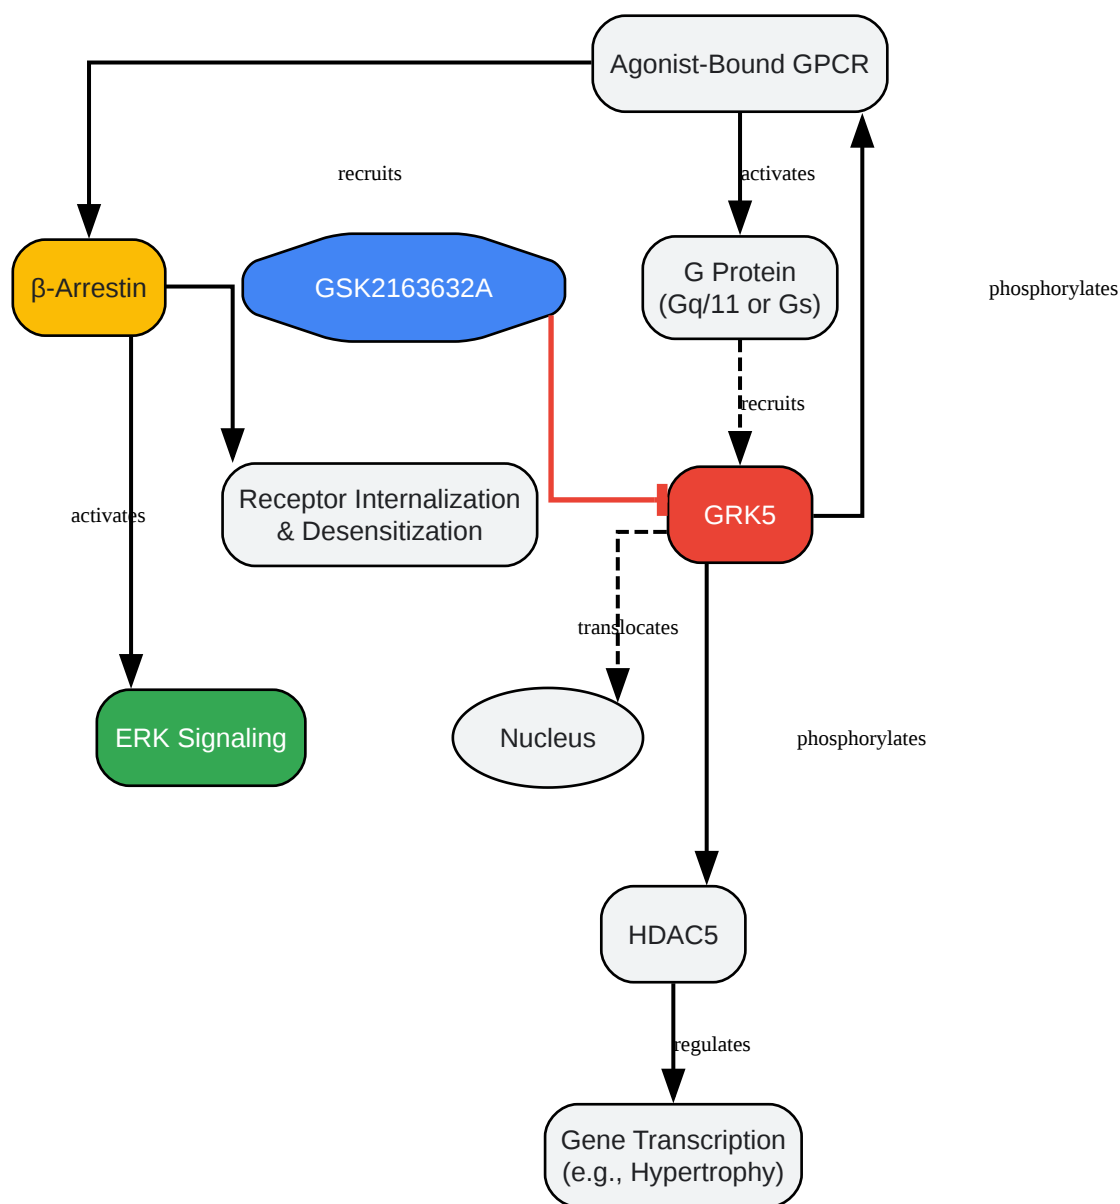 Agonist-Bound GPCR
recruits
activates
β-Arrestin
GSK2163632A
G Protein
(Gq/11 or Gs)
phosphorylates
recruits
Receptor Internalization
& Desensitization
activates
GRK5
translocates
ERK Signaling
Nucleus
phosphorylates
HDAC5
regulates
Gene Transcription
(e.g., Hypertrophy)